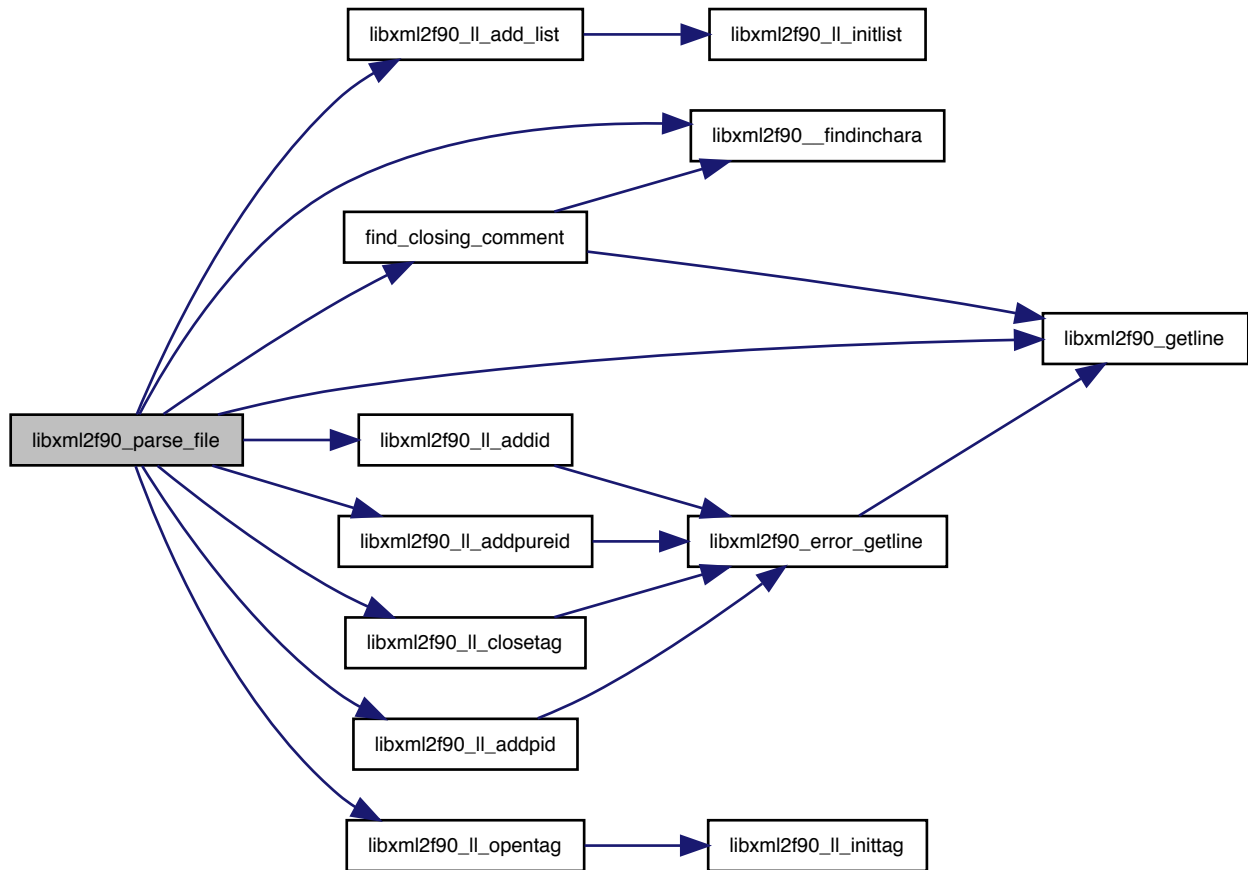 libxml2f90_ll_add_list
libxml2f90_ll_initlist
libxml2f90__findinchara
find_closing_comment
libxml2f90_getline
libxml2f90_parse_file
libxml2f90_ll_addid
libxml2f90_ll_addpureid
libxml2f90_error_getline
libxml2f90_ll_closetag
libxml2f90_ll_addpid
libxml2f90_ll_opentag
libxml2f90_ll_inittag